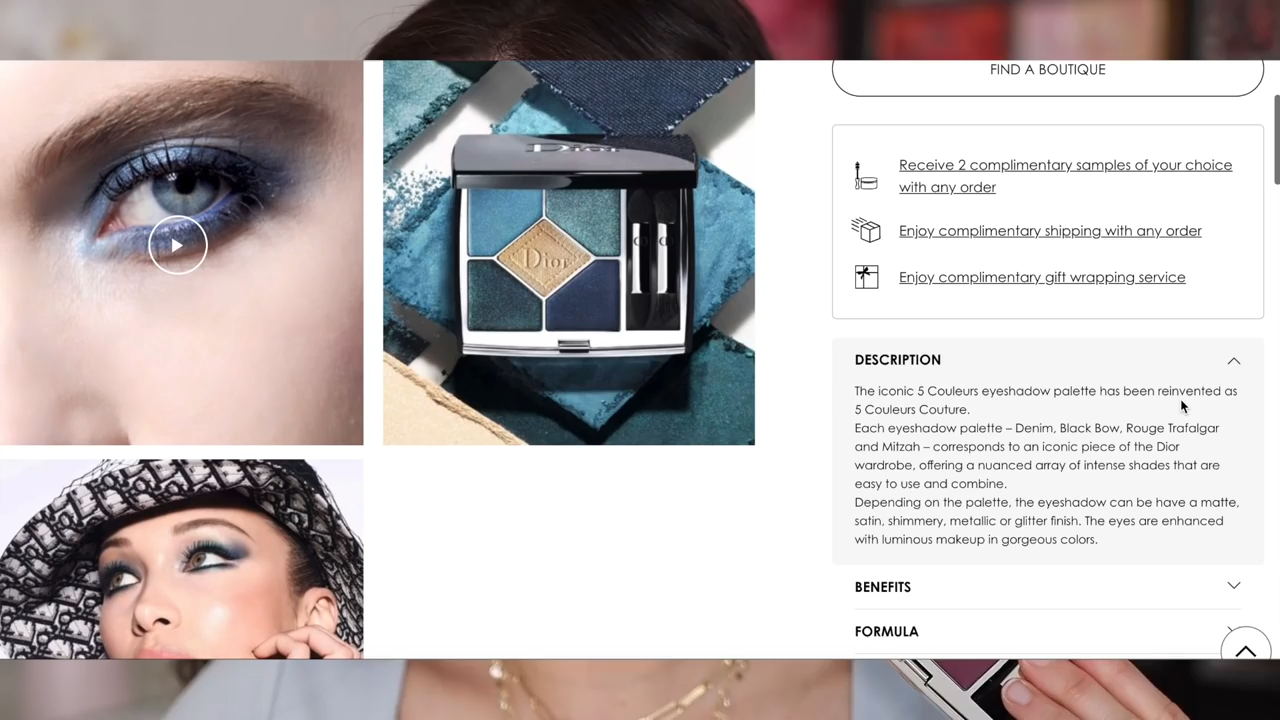 Dior
Dior
FIND A BOUTIQUE
Receive 2 complimentary samples of your choice
with any order
Enjoy complimentary shipping with any order
Enjoy complimentary gift wrapping service
DESCRIPTION
The iconic 5 Couleurs eyeshadow palette has been reinvented as
5 Couleurs Couture.
Each eyeshadow palette – Denim, Black Bow, Rouge Trafalgar
and Mitzah – corresponds to an iconic piece of the Dior
wardrobe, offering a nuanced array of intense shades that are
easy to use and combine.
Depending on the palette, the eyeshadow can be have a matte,
satin, shimmery, metallic or glitter finish. The eyes are enhanced
with luminous makeup in gorgeous colors.
BENEFITS
FORMULA